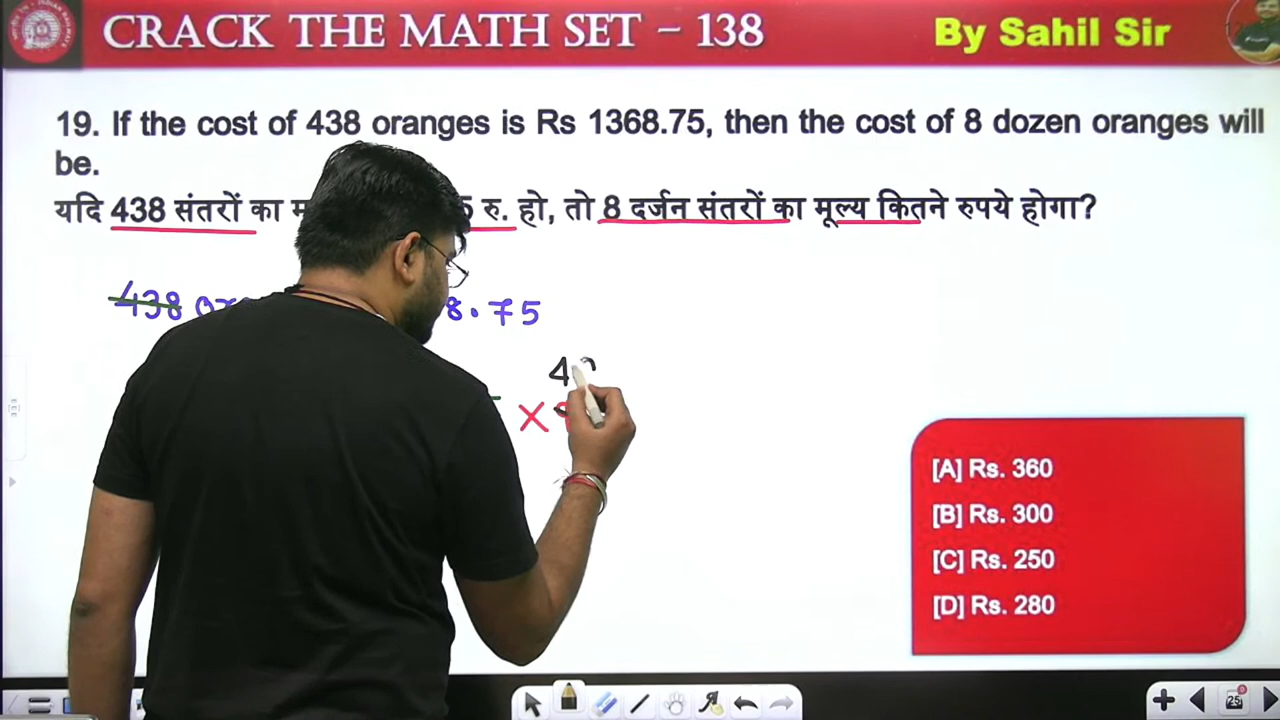 CRACK THE MATH SET – 138
By Sahil Sir
19. If the cost of 438 oranges is Rs 1368.75, then the cost of 8 dozen oranges will
be.
यदि 438 संतरों का रु. हो, तो 8 दर्जन संतरों का मूल्य कितने रुपये होगा?
438 8.75
×
[A] Rs. 360
[B] Rs. 300
[C] Rs. 250
[D] Rs. 280